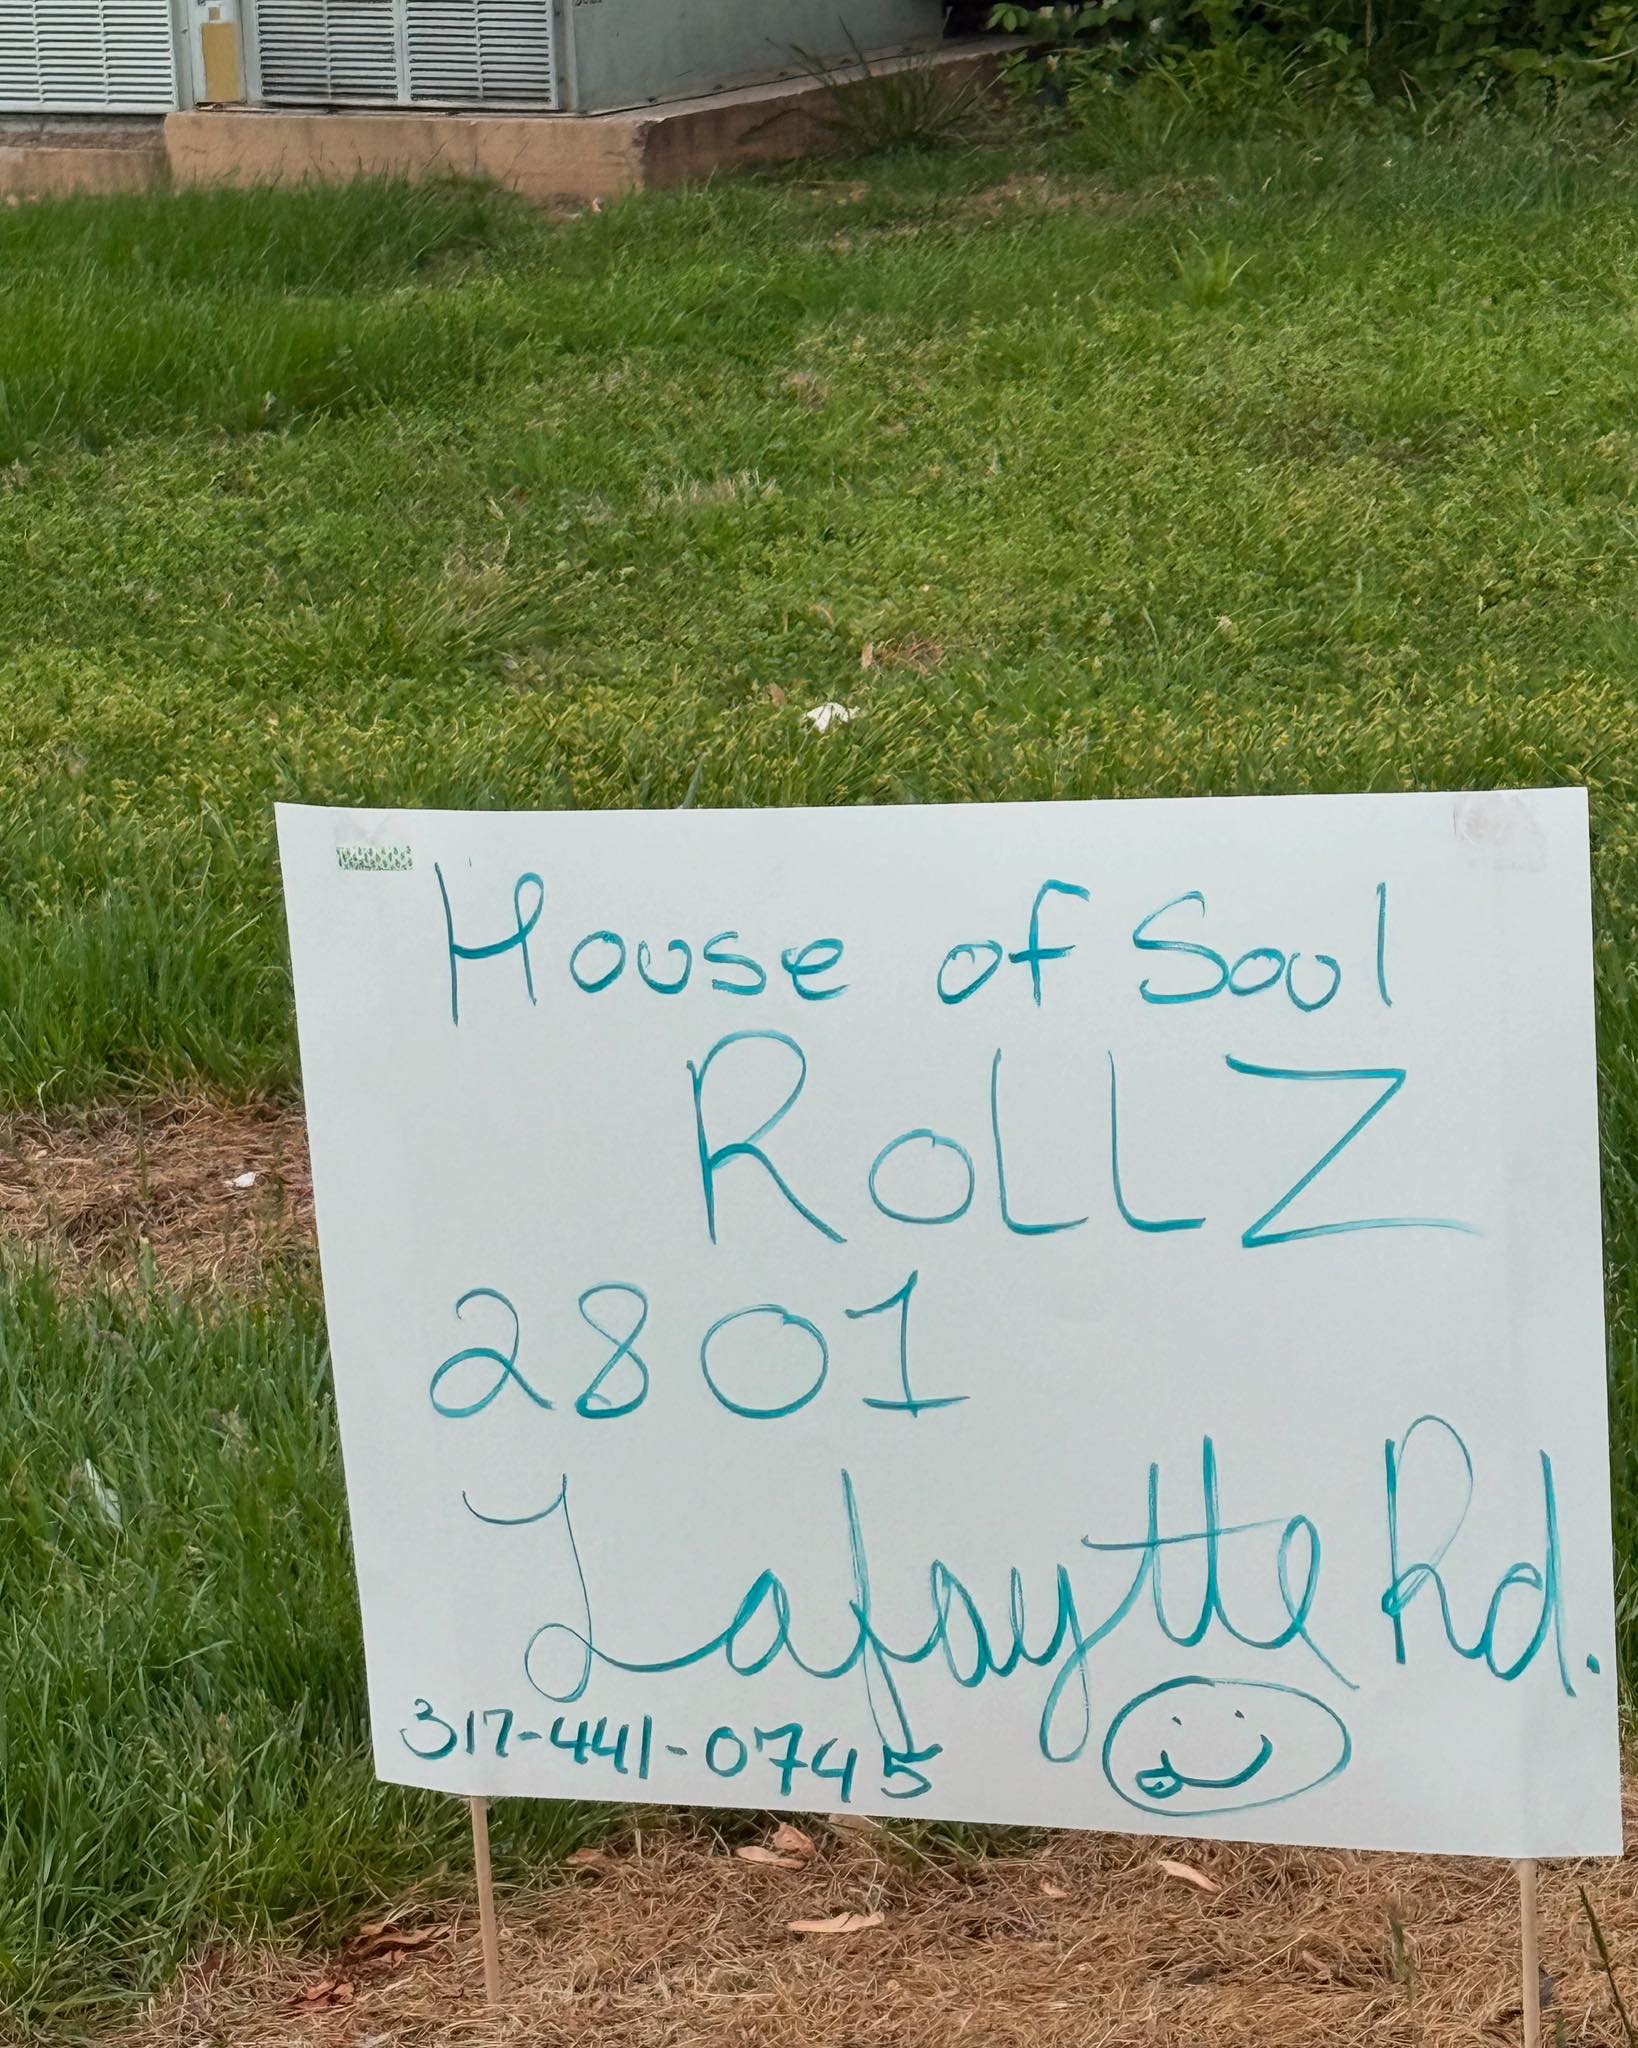 House of Soul
RoLLZ
2801
Lafaytte Rd.
317-441-0745